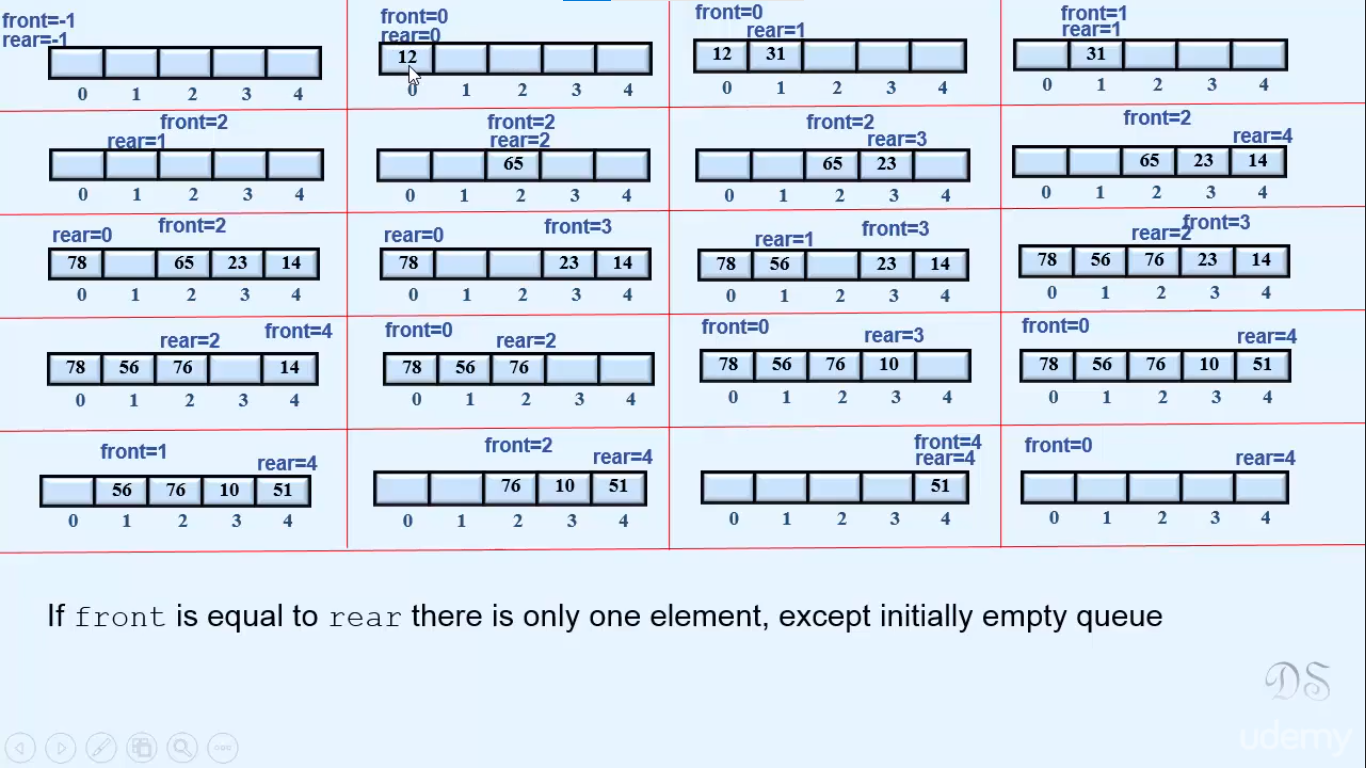 front=-1
rear=-1
0 1 2 3 4
front=0
rear=0
12
0 1 2 3 4
front=0
rear=1
12 31
0 1 2 3 4
front=1
rear=1
31
0 1 2 3 4
front=2
rear=1
0 1 2 3 4
front=2
rear=2
65
0 1 2 3 4
front=2
rear=3
65 23
0 1 2 3 4
front=2
rear=4
65 23 14
0 1 2 3 4
rear=0 front=2
78 65 23 14
0 1 2 3 4
rear=0 front=3
78 23 14
0 1 2 3 4
rear=1 front=3
78 56 23 14
0 1 2 3 4
front=3
rear=2
78 56 76 23 14
0 1 2 3 4
rear=2 front=4
78 56 76 14
0 1 2 3 4
front=0 rear=2
78 56 76
0 1 2 3 4
front=0 rear=3
78 56 76 10
0 1 2 3 4
front=0 rear=4
78 56 76 10 51
0 1 2 3 4
front=1 rear=4
56 76 10 51
0 1 2 3 4
front=2 rear=4
76 10 51
0 1 2 3 4
front=4
rear=4
51
0 1 2 3 4
front=0 rear=4
0 1 2 3 4
If front is equal to rear there is only one element, except initially empty queue
DS
udemy